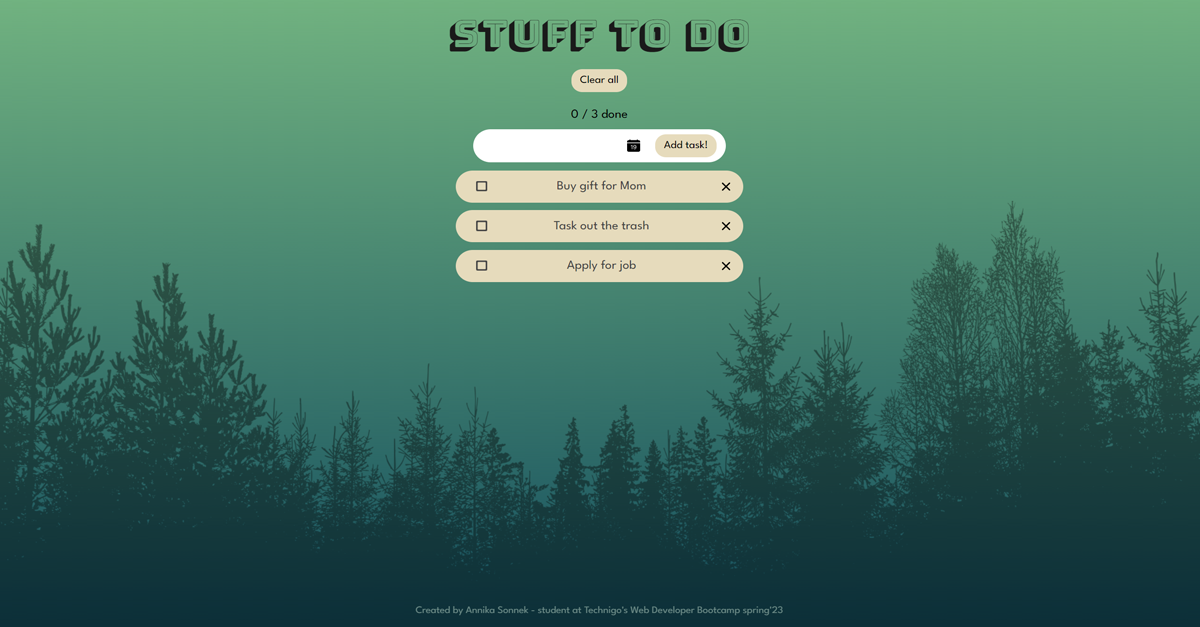 STUFF TO DO
Clear all
0 / 3 done
19
Add task!
Buy gift for Mom
Task out the trash
Apply for job
Created by Annika Sonnek - student at Technigo's Web Developer Bootcamp spring'23